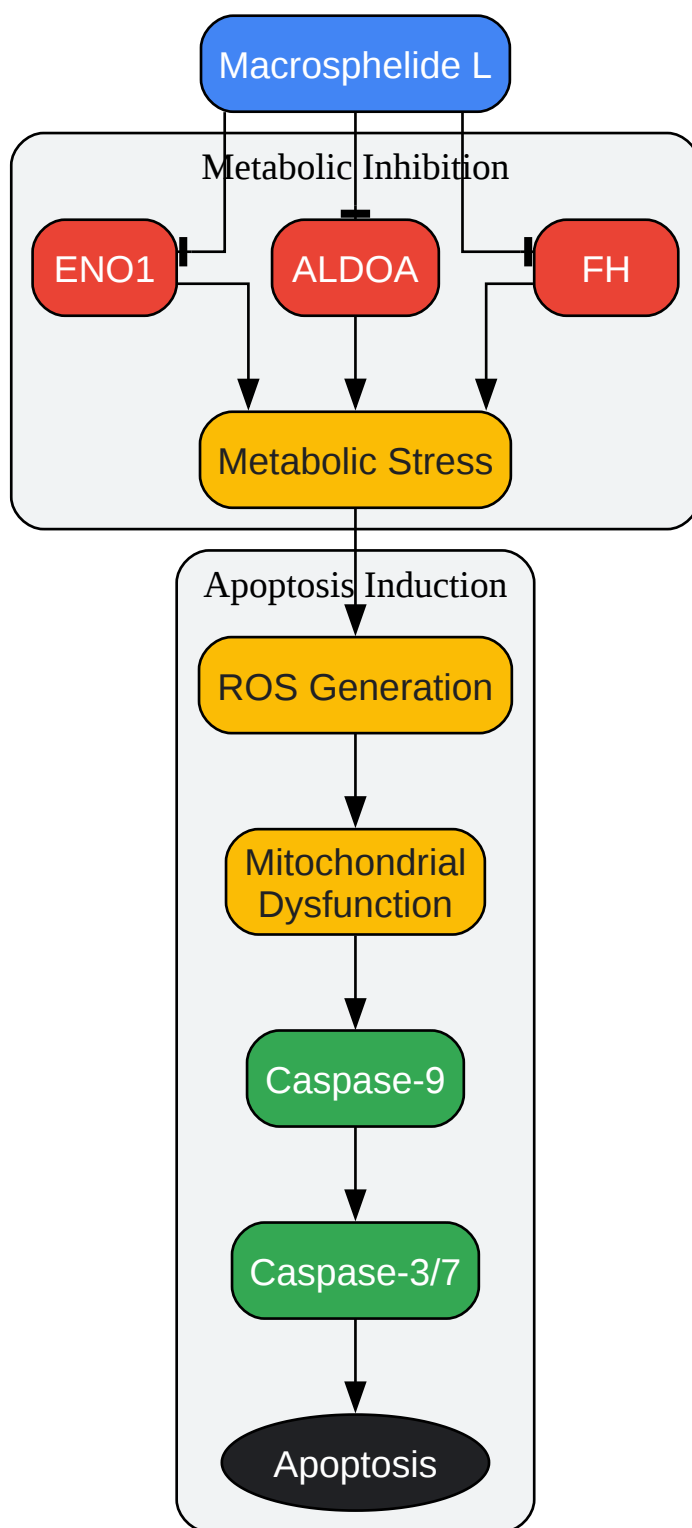 Macrosphelide L
Metabolic Inhibition
ENO1
ALDOA
FH
Metabolic Stress
Apoptosis Induction
ROS Generation
Mitochondrial
Dysfunction
Caspase-9
Caspase-3/7
Apoptosis